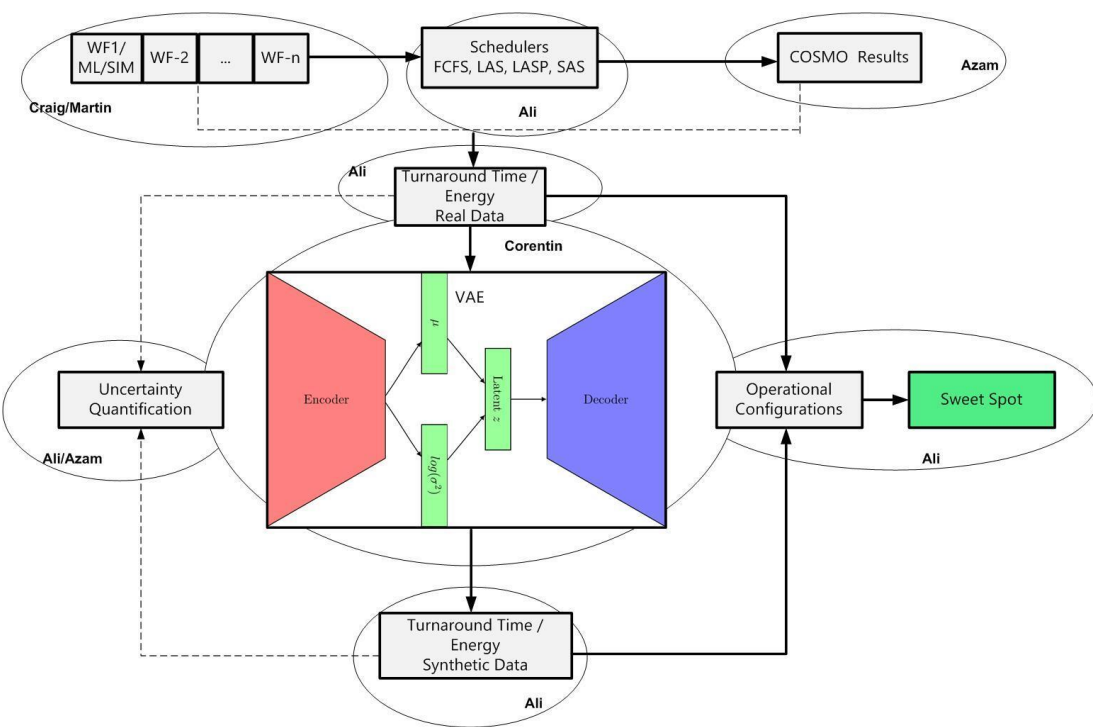 WF1/
ML/SIM
WF-2
...
WF-n
Craig/Martin
Schedulers
FCFS, LAS, LASP, SAS
Ali
COSMO Results
Azam
Ali
Turnaround Time /
Energy
Real Data
Corentin
VAE
μ
Encoder
Latent z
Decoder
log(σ²)
Uncertainty
Quantification
Ali/Azam
Operational
Configurations
Sweet Spot
Ali
Turnaround Time /
Energy
Synthetic Data
Ali